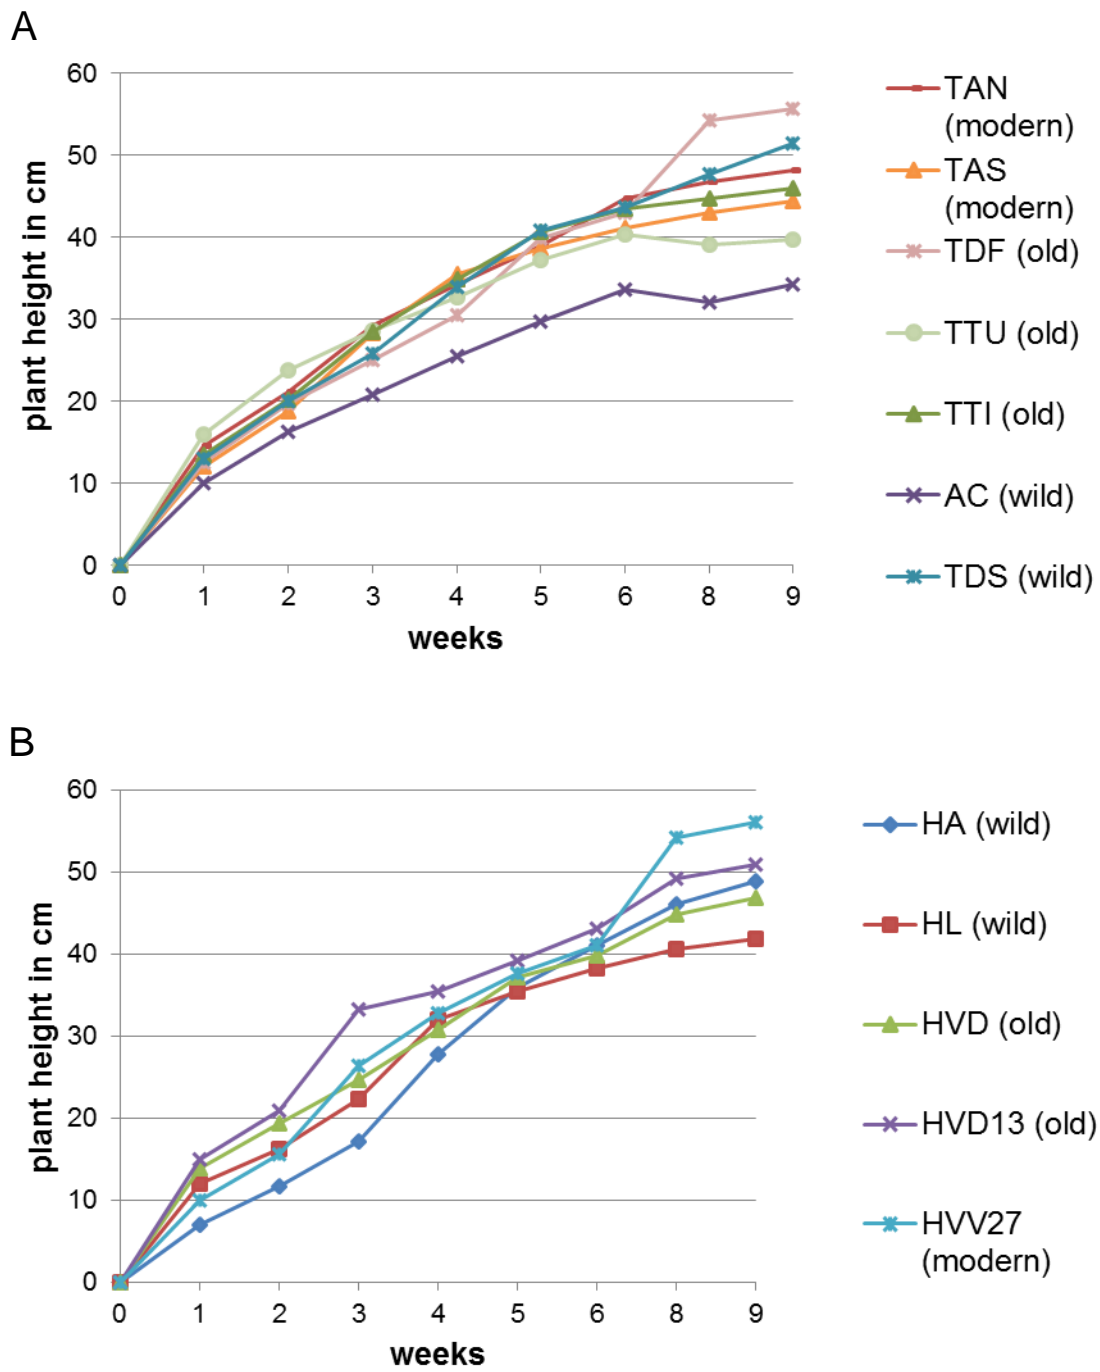 A
60
50
40
30
20
10
0
plant height in cm
0 1 2 3 4 5 6 8 9
weeks
TAN
(modern)
TAS
(modern)
TDF (old)
TTU (old)
TTI (old)
AC (wild)
TDS (wild)
B
60
50
40
30
20
10
0
plant height in cm
0 1 2 3 4 5 6 8 9
weeks
HA (wild)
HL (wild)
HVD (old)
HVD13 (old)
HVV27
(modern)